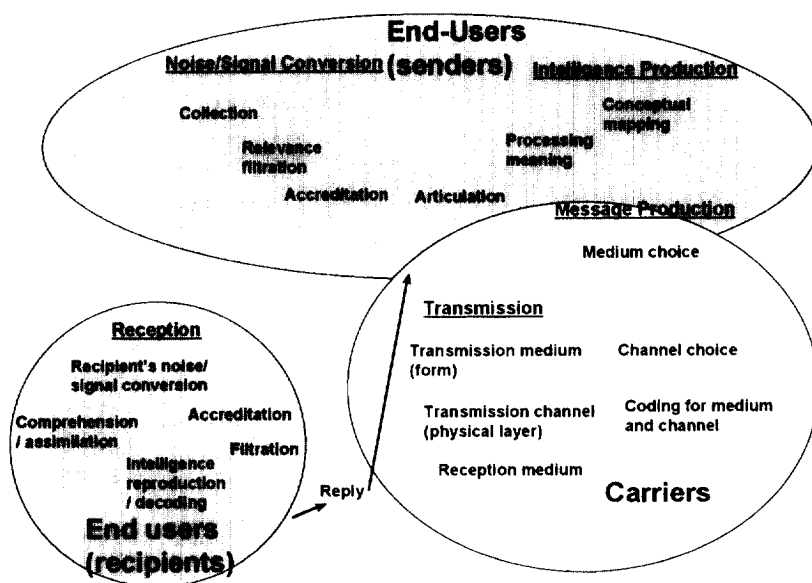 End-Users
(senders)
Noise/Signal Conversion
Intelligence Production
Collection
Conceptual
mapping
Relevance
filtration
Processing
meaning
Accreditation
Articulation
Message Production
Medium choice
Transmission
Transmission medium
(form)
Channel choice
Transmission channel
(physical layer)
Coding for medium
and channel
Reception medium
Carriers
Reception
Recipient's noise/
signal conversion
Comprehension
/ assimilation
Accreditation
Filtration
Intelligence
reproduction
/ decoding
Reply
End users
(recipients)